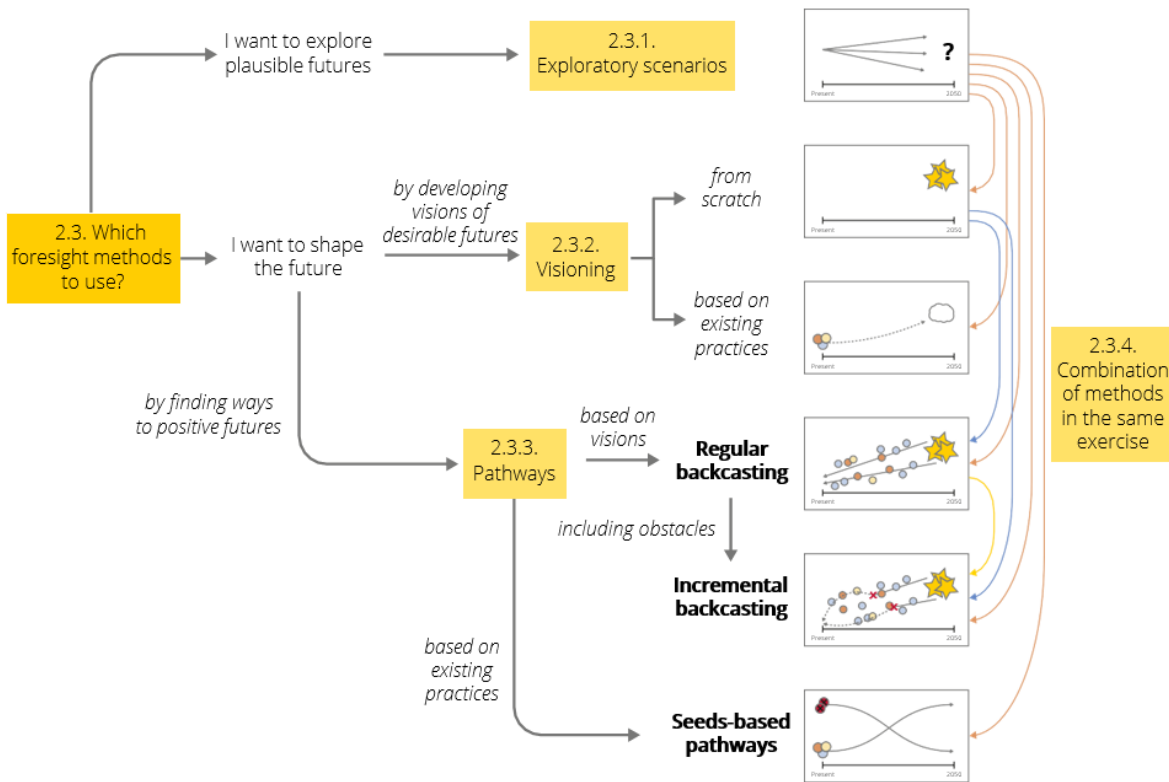 I want to explore
plausible futures
2.3.1.
Exploratory scenarios
?
Present
2050
by developing
visions of
desirable futures
from
scratch
Present
2050
2.3. Which
foresight methods
to use?
I want to shape
the future
2.3.2.
Visioning
based on
existing
practices
Present
2050
2.3.4.
Combination
of methods
in the same
exercise
by finding ways
to positive futures
2.3.3.
Pathways
based on
visions
Regular
backcasting
Present
2050
including obstacles
Incremental
backcasting
Present
2050
based on
existing
practices
Seeds-based
pathways
Present
2050